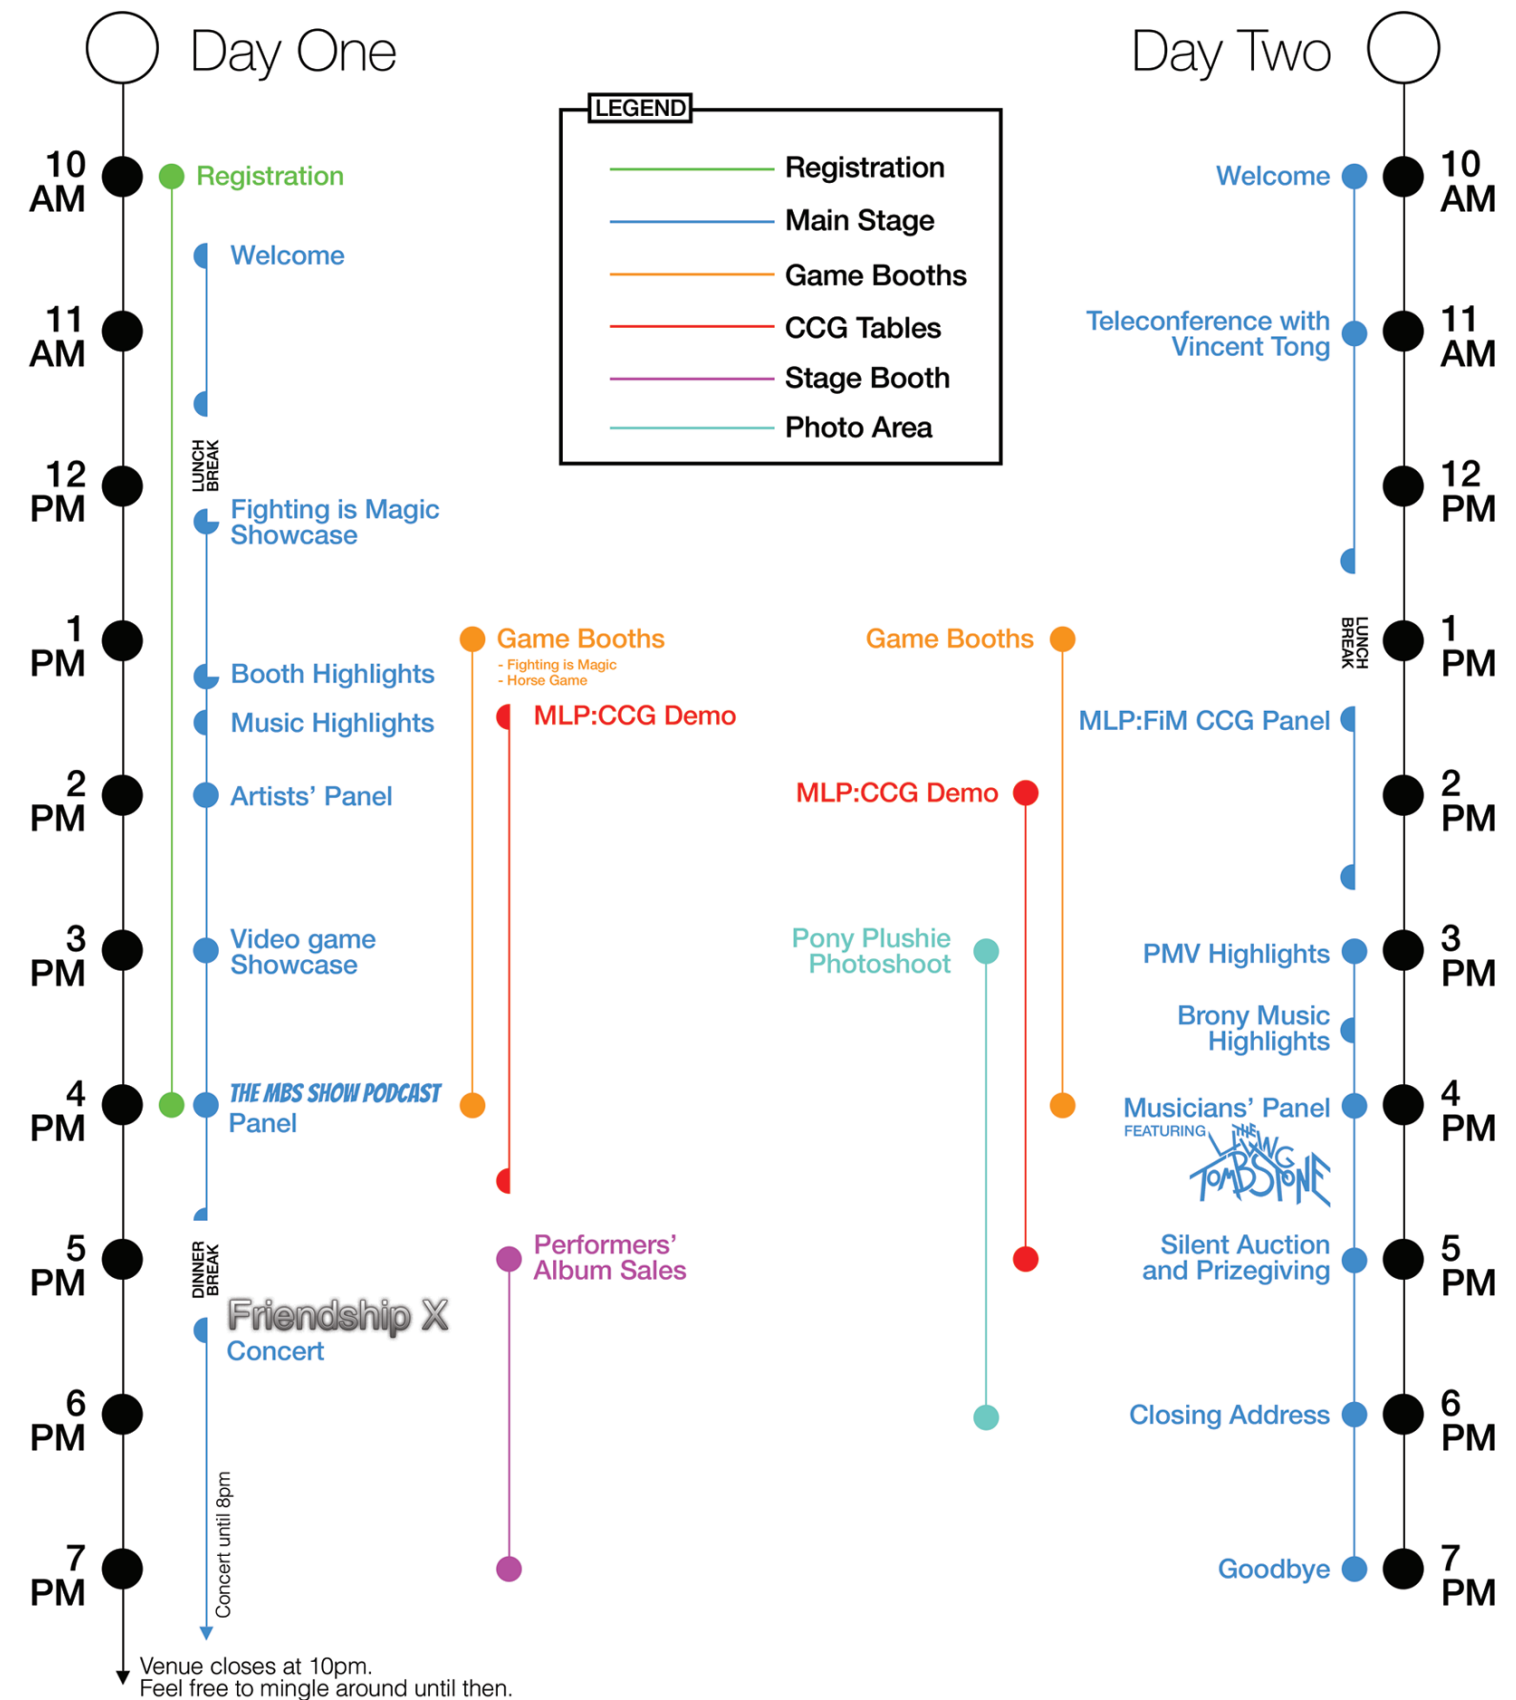 Day One
Day Two
LEGEND
Registration
Main Stage
Game Booths
CCG Tables
Stage Booth
Photo Area
10
AM
11
AM
12
PM
1
PM
2
PM
3
PM
4
PM
5
PM
6
PM
7
PM
Registration
Welcome
LUNCH
BREAK
Fighting is Magic
Showcase
Booth Highlights
Music Highlights
Artists' Panel
Video game
Showcase
THE MBS SHOW PODCAST
Panel
DINNER
BREAK
Friendship X
Concert
Concert until 8pm
Venue closes at 10pm.
Feel free to mingle around until then.
Game Booths
- Fighting is Magic
- Horse Game
MLP:CCG Demo
Performers'
Album Sales
Game Booths
MLP:CCG Demo
Pony Plushie
Photoshoot
Welcome
Teleconference with
Vincent Tong
LUNCH
BREAK
MLP:FiM CCG Panel
PMV Highlights
Brony Music
Highlights
Musicians' Panel
FEATURING
THE
LIVING
TOMBSTONE
Silent Auction
and Prizegiving
Closing Address
Goodbye
10
AM
11
AM
12
PM
1
PM
2
PM
3
PM
4
PM
5
PM
6
PM
7
PM